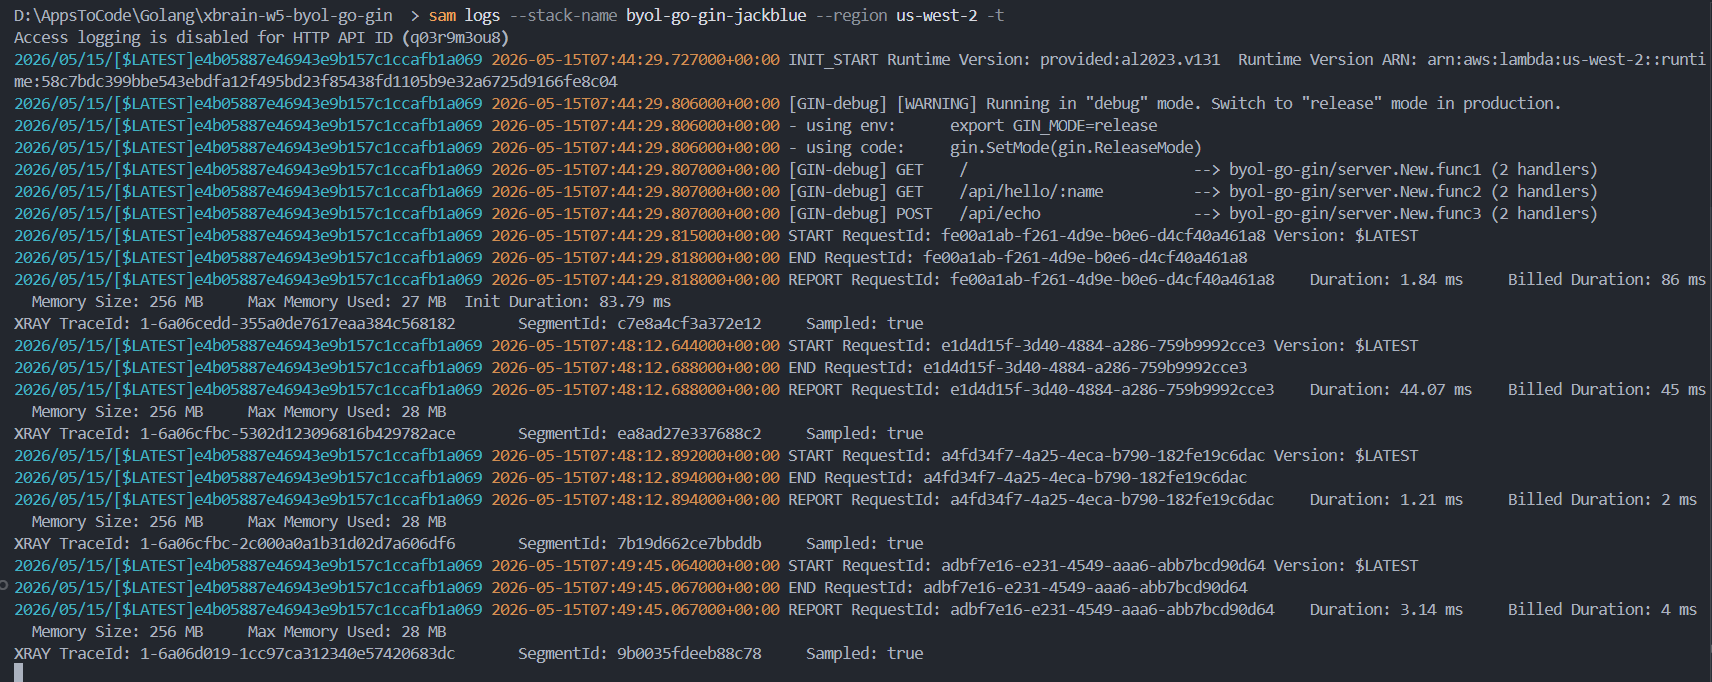 D:\AppsToCode\Golang\xbrain-w5-byol-go-gin > sam logs --stack-name byol-go-gin-jackblue --region us-west-2 -t
Access logging is disabled for HTTP API ID (q03r9m3ou8)
2026/05/15/[$LATEST]e4b05887e46943e9b157c1ccafb1a069 2026-05-15T07:44:29.727000+00:00 INIT_START Runtime Version: provided:al2023.v131  Runtime Version ARN: arn:aws:lambda:us-west-2::runti
me:58c7bdc399bbe543ebdfa12f495bd23f85438fd1105b9e32a6725d9166fe8c04
2026/05/15/[$LATEST]e4b05887e46943e9b157c1ccafb1a069 2026-05-15T07:44:29.806000+00:00 [GIN-debug] [WARNING] Running in "debug" mode. Switch to "release" mode in production.
2026/05/15/[$LATEST]e4b05887e46943e9b157c1ccafb1a069 2026-05-15T07:44:29.806000+00:00 - using env:      export GIN_MODE=release
2026/05/15/[$LATEST]e4b05887e46943e9b157c1ccafb1a069 2026-05-15T07:44:29.806000+00:00 - using code:     gin.SetMode(gin.ReleaseMode)
2026/05/15/[$LATEST]e4b05887e46943e9b157c1ccafb1a069 2026-05-15T07:44:29.807000+00:00 [GIN-debug] GET    /                         --> byol-go-gin/server.New.func1 (2 handlers)
2026/05/15/[$LATEST]e4b05887e46943e9b157c1ccafb1a069 2026-05-15T07:44:29.807000+00:00 [GIN-debug] GET    /api/hello/:name          --> byol-go-gin/server.New.func2 (2 handlers)
2026/05/15/[$LATEST]e4b05887e46943e9b157c1ccafb1a069 2026-05-15T07:44:29.807000+00:00 [GIN-debug] POST   /api/echo                 --> byol-go-gin/server.New.func3 (2 handlers)
2026/05/15/[$LATEST]e4b05887e46943e9b157c1ccafb1a069 2026-05-15T07:44:29.815000+00:00 START RequestId: fe00a1ab-f261-4d9e-b0e6-d4cf40a461a8 Version: $LATEST
2026/05/15/[$LATEST]e4b05887e46943e9b157c1ccafb1a069 2026-05-15T07:44:29.818000+00:00 END RequestId: fe00a1ab-f261-4d9e-b0e6-d4cf40a461a8
2026/05/15/[$LATEST]e4b05887e46943e9b157c1ccafb1a069 2026-05-15T07:44:29.818000+00:00 REPORT RequestId: fe00a1ab-f261-4d9e-b0e6-d4cf40a461a8    Duration: 1.84 ms     Billed Duration: 86 ms
  Memory Size: 256 MB     Max Memory Used: 27 MB  Init Duration: 83.79 ms
XRAY TraceId: 1-6a06cedd-355a0de7617eaa384c568182       SegmentId: c7e8a4cf3a372e12     Sampled: true
2026/05/15/[$LATEST]e4b05887e46943e9b157c1ccafb1a069 2026-05-15T07:48:12.644000+00:00 START RequestId: e1d4d15f-3d40-4884-a286-759b9992cce3 Version: $LATEST
2026/05/15/[$LATEST]e4b05887e46943e9b157c1ccafb1a069 2026-05-15T07:48:12.688000+00:00 END RequestId: e1d4d15f-3d40-4884-a286-759b9992cce3
2026/05/15/[$LATEST]e4b05887e46943e9b157c1ccafb1a069 2026-05-15T07:48:12.688000+00:00 REPORT RequestId: e1d4d15f-3d40-4884-a286-759b9992cce3    Duration: 44.07 ms    Billed Duration: 45 ms
  Memory Size: 256 MB     Max Memory Used: 28 MB
XRAY TraceId: 1-6a06cfbc-5302d123096816b429782ace       SegmentId: ea8ad27e337688c2     Sampled: true
2026/05/15/[$LATEST]e4b05887e46943e9b157c1ccafb1a069 2026-05-15T07:48:12.892000+00:00 START RequestId: a4fd34f7-4a25-4eca-b790-182fe19c6dac Version: $LATEST
2026/05/15/[$LATEST]e4b05887e46943e9b157c1ccafb1a069 2026-05-15T07:48:12.894000+00:00 END RequestId: a4fd34f7-4a25-4eca-b790-182fe19c6dac
2026/05/15/[$LATEST]e4b05887e46943e9b157c1ccafb1a069 2026-05-15T07:48:12.894000+00:00 REPORT RequestId: a4fd34f7-4a25-4eca-b790-182fe19c6dac    Duration: 1.21 ms     Billed Duration: 2 ms
  Memory Size: 256 MB     Max Memory Used: 28 MB
XRAY TraceId: 1-6a06cfbc-2c000a0a1b31d02d7a606df6       SegmentId: 7b19d662ce7bbddb     Sampled: true
2026/05/15/[$LATEST]e4b05887e46943e9b157c1ccafb1a069 2026-05-15T07:49:45.064000+00:00 START RequestId: adbf7e16-e231-4549-aaa6-abb7bcd90d64 Version: $LATEST
2026/05/15/[$LATEST]e4b05887e46943e9b157c1ccafb1a069 2026-05-15T07:49:45.067000+00:00 END RequestId: adbf7e16-e231-4549-aaa6-abb7bcd90d64
2026/05/15/[$LATEST]e4b05887e46943e9b157c1ccafb1a069 2026-05-15T07:49:45.067000+00:00 REPORT RequestId: adbf7e16-e231-4549-aaa6-abb7bcd90d64    Duration: 3.14 ms     Billed Duration: 4 ms
  Memory Size: 256 MB     Max Memory Used: 28 MB
XRAY TraceId: 1-6a06d019-1cc97ca312340e57420683dc       SegmentId: 9b0035fdeeb88c78     Sampled: true